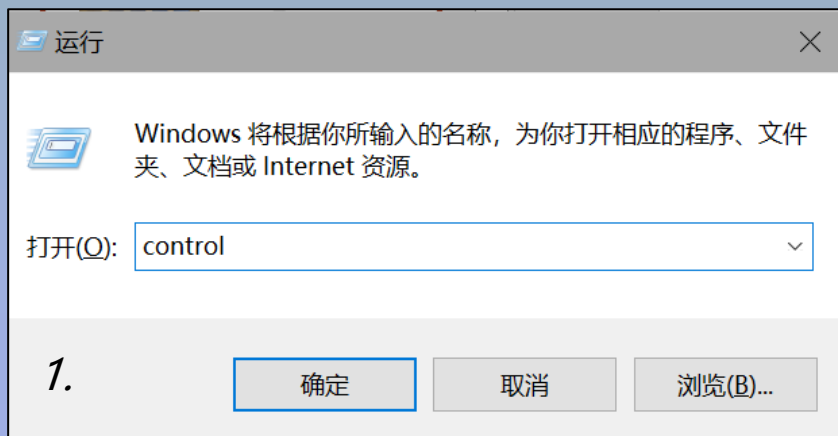 运行
Windows 将根据你所输入的名称，为你打开相应的程序、文件
夹、文档或 Internet 资源。
打开(O): control
1.
确定 取消 浏览(B)...